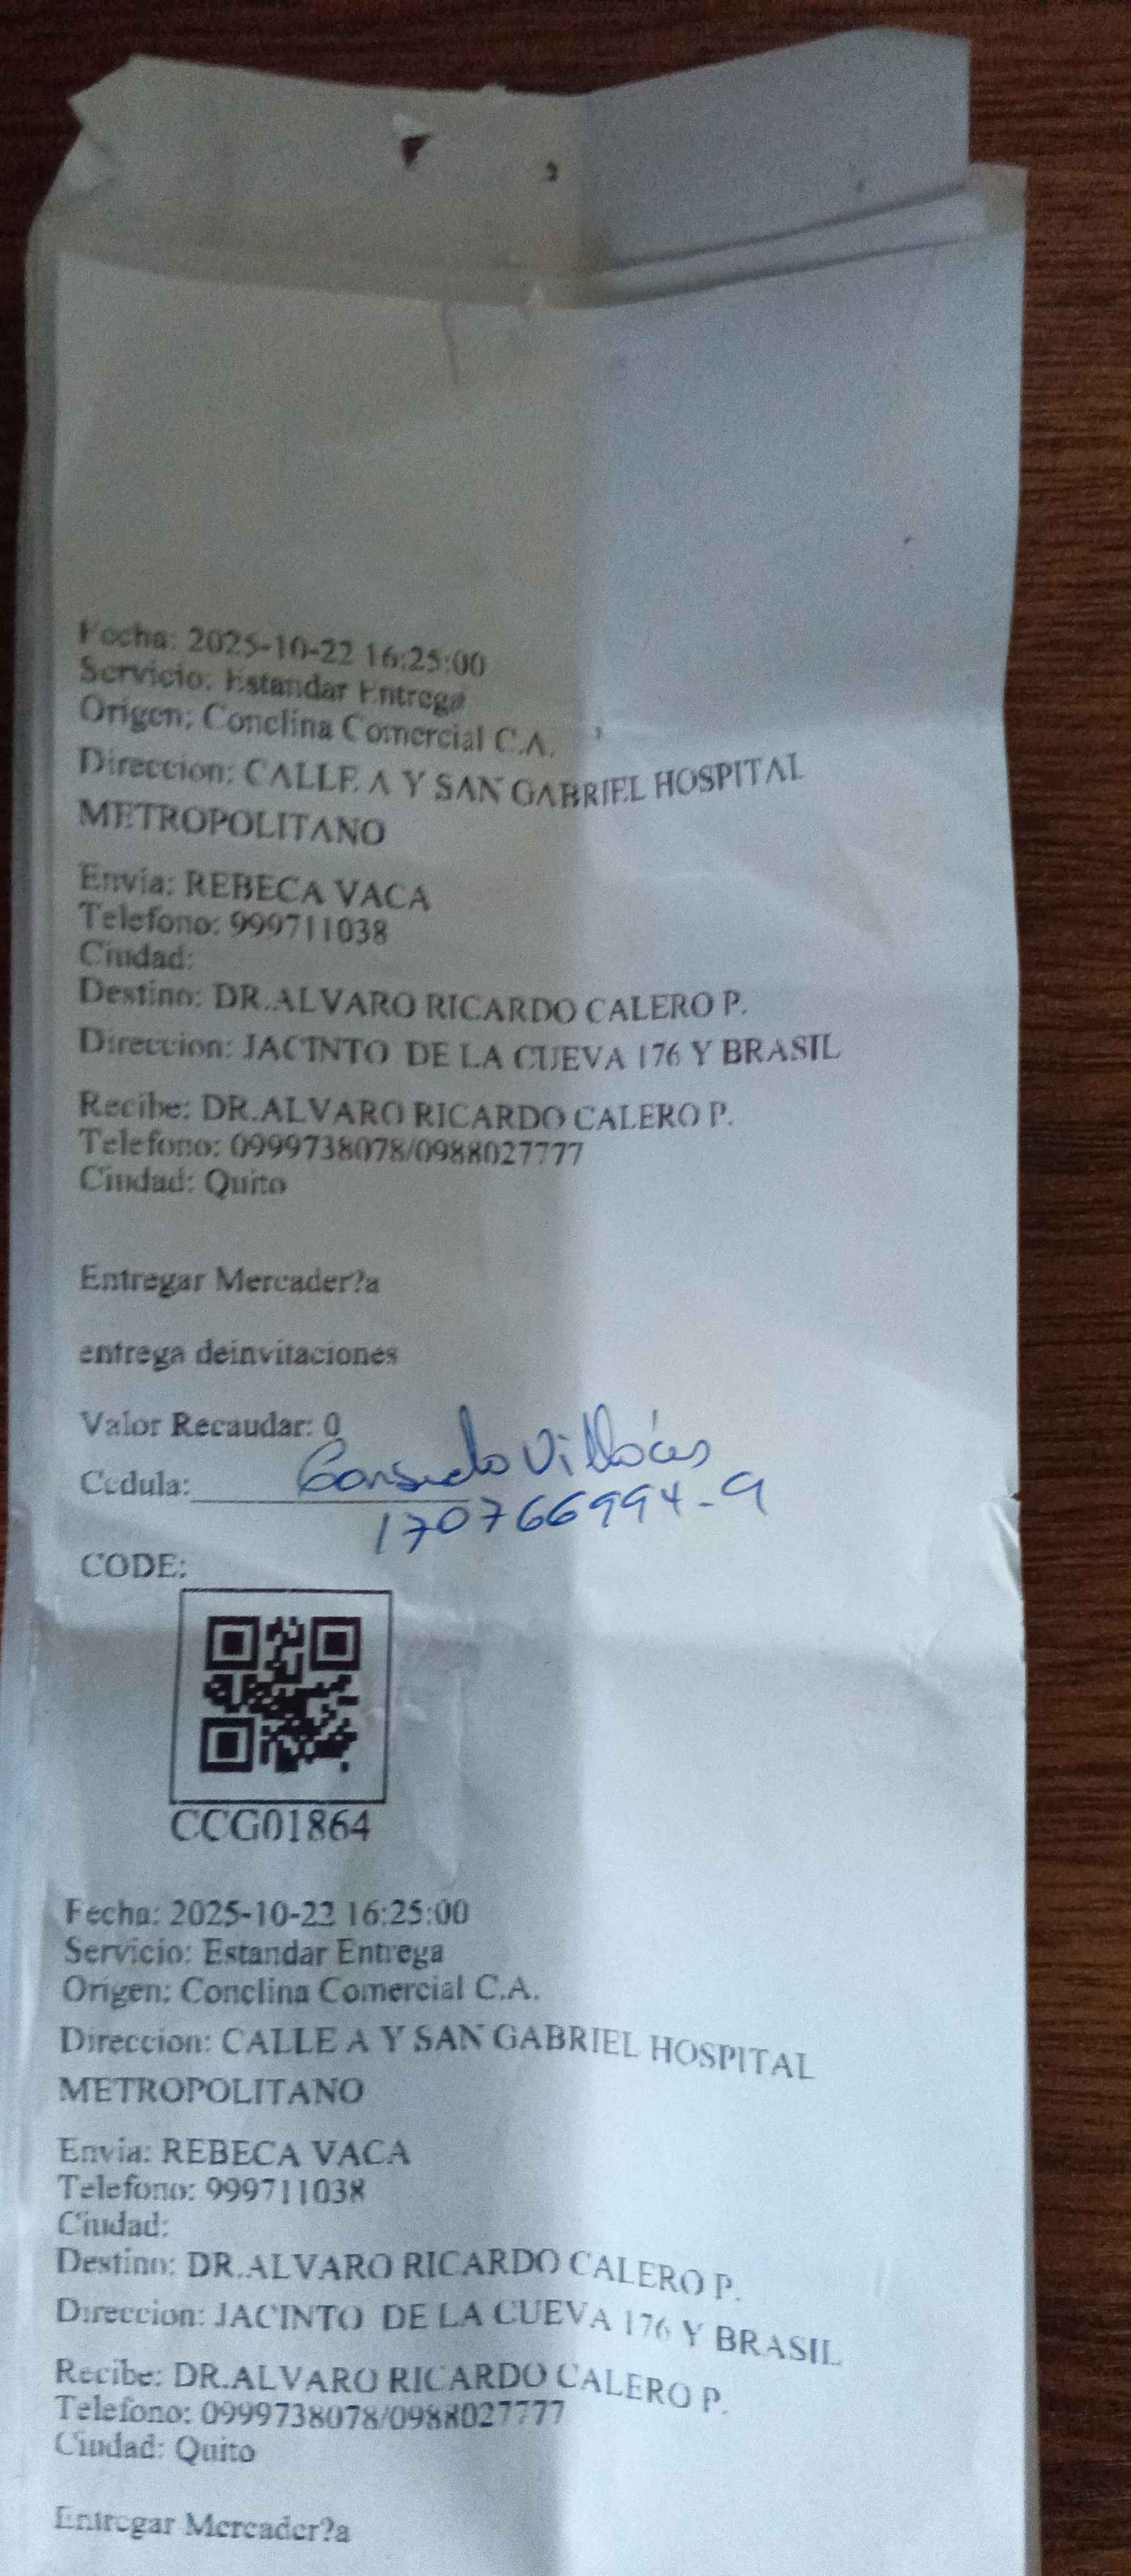 Fecha: 2025-10-22 16:25:00
Servicio: Estandar Entrega
Origen: Conclina Comercial C.A.
Direccion: CALLE A Y SAN GABRIEL HOSPITAL
METROPOLITANO
Envia: REBECA VACA
Telefono: 999711038
Ciudad:
Destino: DR.ALVARO RICARDO CALERO P.
Direccion: JACINTO DE LA CUEVA 176 Y BRASIL
Recibe: DR.ALVARO RICARDO CALERO P.
Telefono: 0999738078/0988027777
Ciudad: Quito
Entregar Mercader?a
entrega deinvitaciones
Valor Recaudar: 0
Consuelo Villacís
Cedula:
170766994-9
CODE:
CCG01864
Fecha: 2025-10-22 16:25:00
Servicio: Estandar Entrega
Origen: Conclina Comercial C.A.
Direccion: CALLE A Y SAN GABRIEL HOSPITAL
METROPOLITANO
Envia: REBECA VACA
Telefono: 999711038
Ciudad:
Destino: DR.ALVARO RICARDO CALERO P.
Direccion: JACINTO DE LA CUEVA 176 Y BRASIL
Recibe: DR.ALVARO RICARDO CALERO P.
Telefono: 0999738078/0988027777
Ciudad: Quito
Entregar Mercader?a